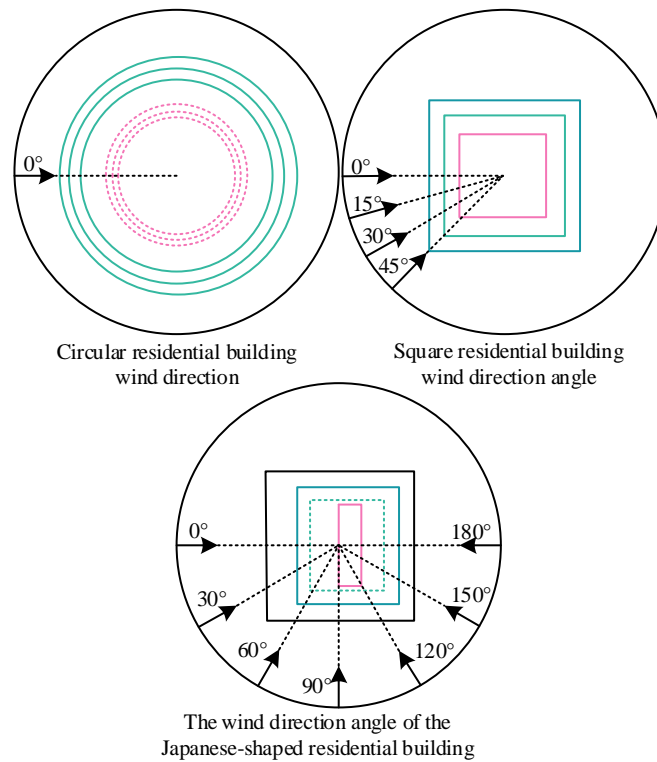 0°
Circular residential building
wind direction
0°
15°
30°
45°
Square residential building
wind direction angle
0°
30°
60°
90°
120°
150°
180°
The wind direction angle of the
Japanese-shaped residential building